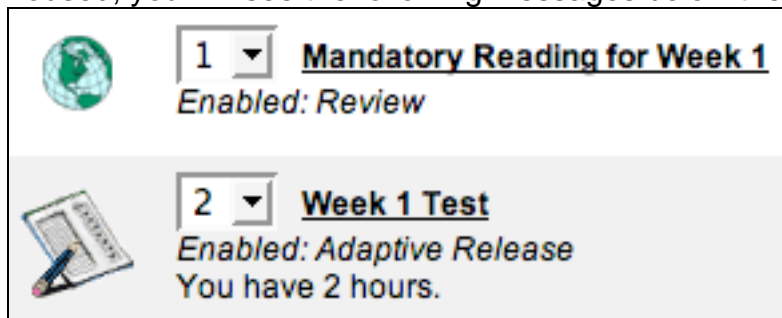 1 Mandatory Reading for Week 1
Enabled: Review
2 Week 1 Test
Enabled: Adaptive Release
You have 2 hours.